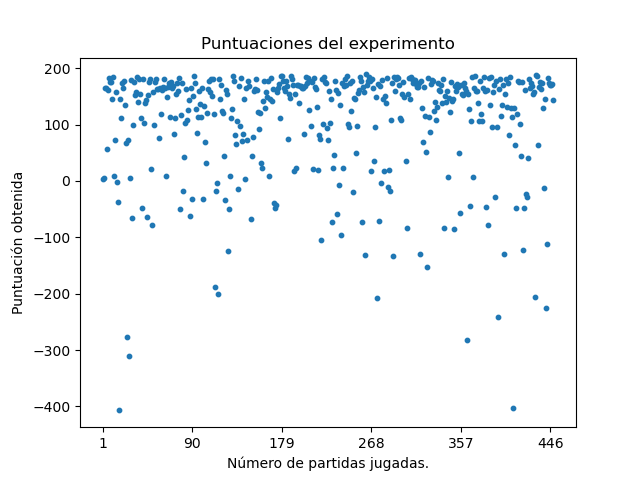 Puntuaciones del experimento
Puntuación obtenida
200
100
0
−100
−200
−300
−400
1 90 179 268 357 446
Número de partidas jugadas.